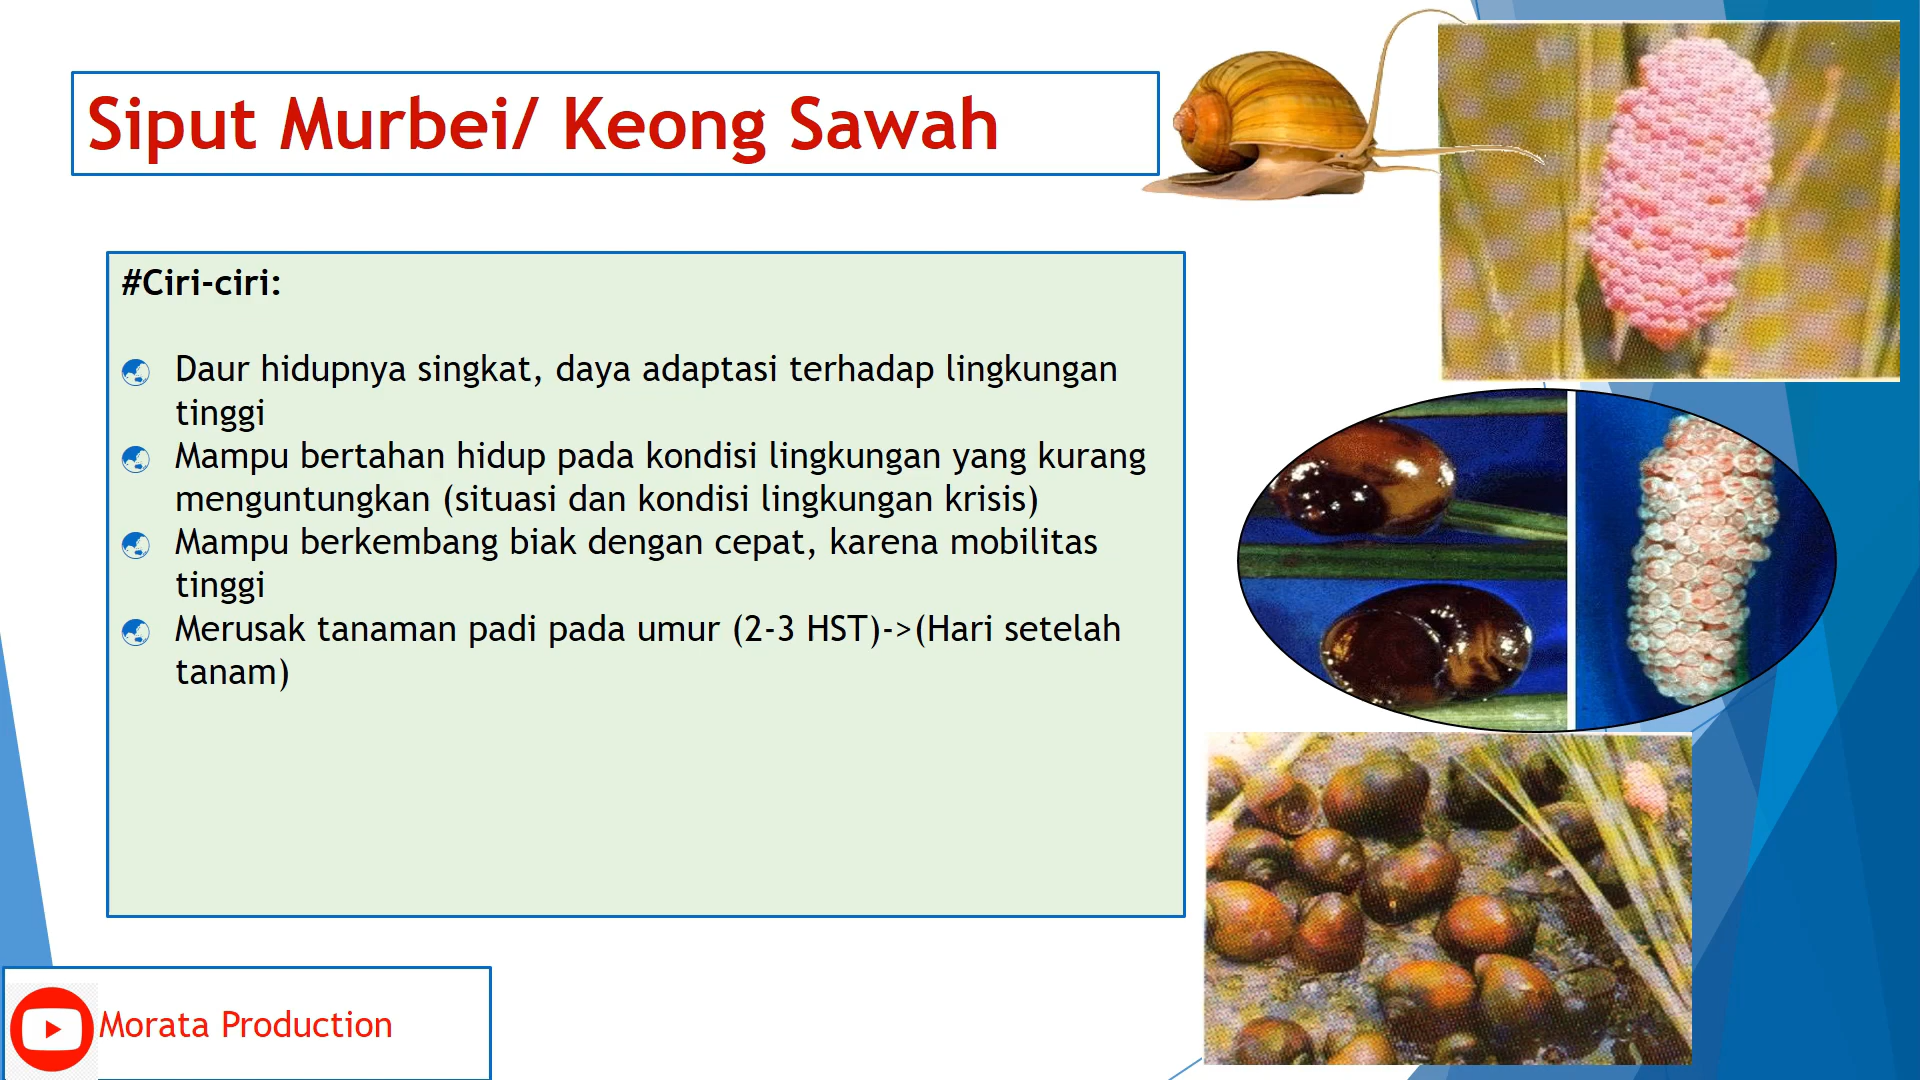 Siput Murbei/ Keong Sawah
#Ciri-ciri:
Daur hidupnya singkat, daya adaptasi terhadap lingkungan
tinggi
Mampu bertahan hidup pada kondisi lingkungan yang kurang
menguntungkan (situasi dan kondisi lingkungan krisis)
Mampu berkembang biak dengan cepat, karena mobilitas
tinggi
Merusak tanaman padi pada umur (2-3 HST)->(Hari setelah
tanam)
Morata Production